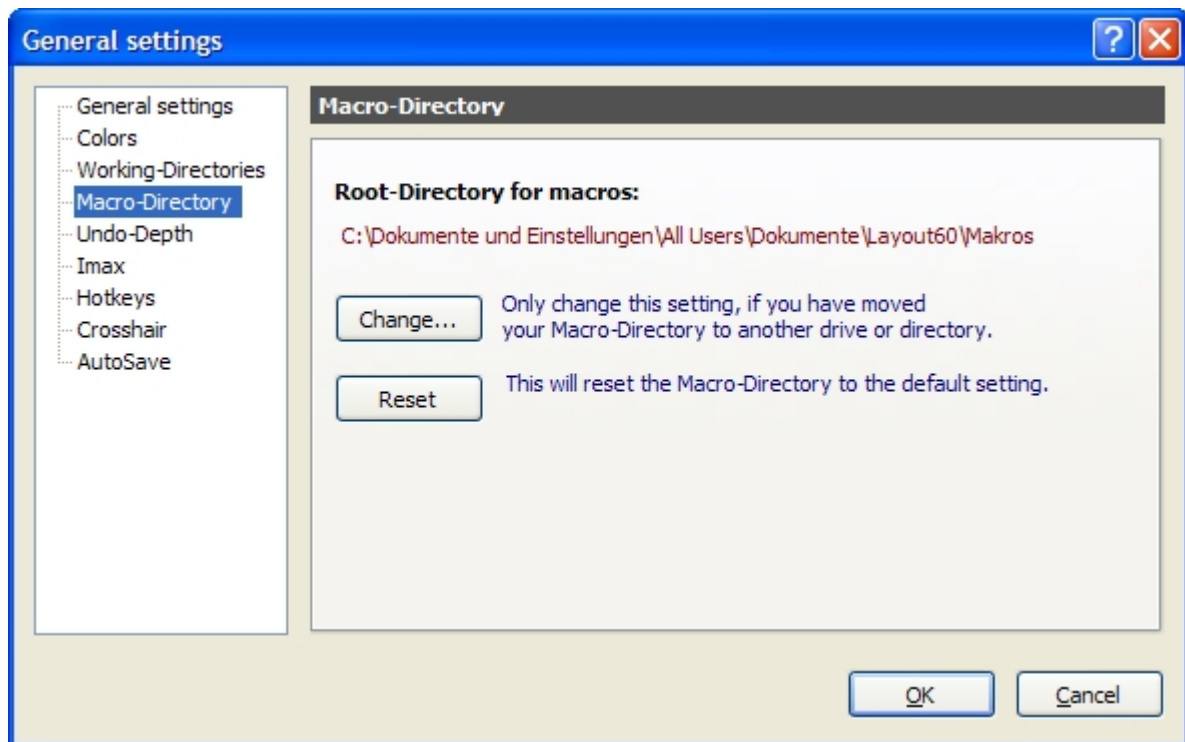 General settings
General settings
Colors
Working-Directories
Macro-Directory
Undo-Depth
Imax
Hotkeys
Crosshair
AutoSave
Macro-Directory
Root-Directory for macros:
C:\Dokumente und Einstellungen\All Users\Dokumente\Layout60\Makros
Change...
Only change this setting, if you have moved
your Macro-Directory to another drive or directory.
Reset
This will reset the Macro-Directory to the default setting.
OK
Cancel